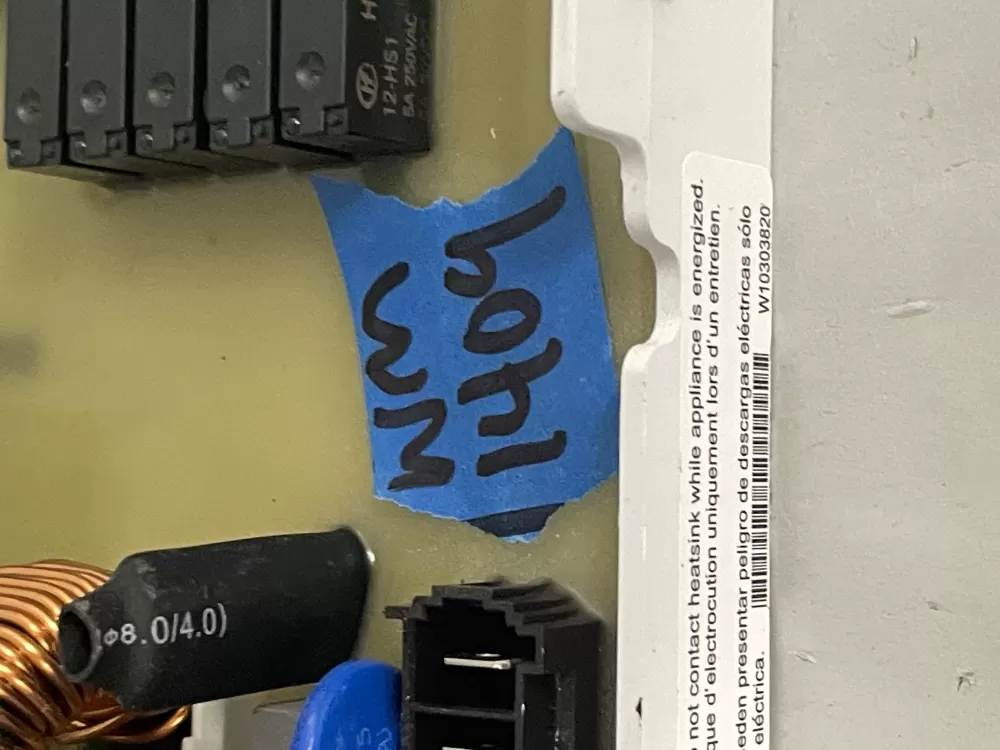 H
12-HS1
5A 250VAC
WM
1404
not contact heatsink while appliance is energized.
que d'electrocution uniquement lors d'un entretien.
eden presentar peligro de descargas eléctricas sólo
eléctrica.
W10303820
φ8.0/4.0)